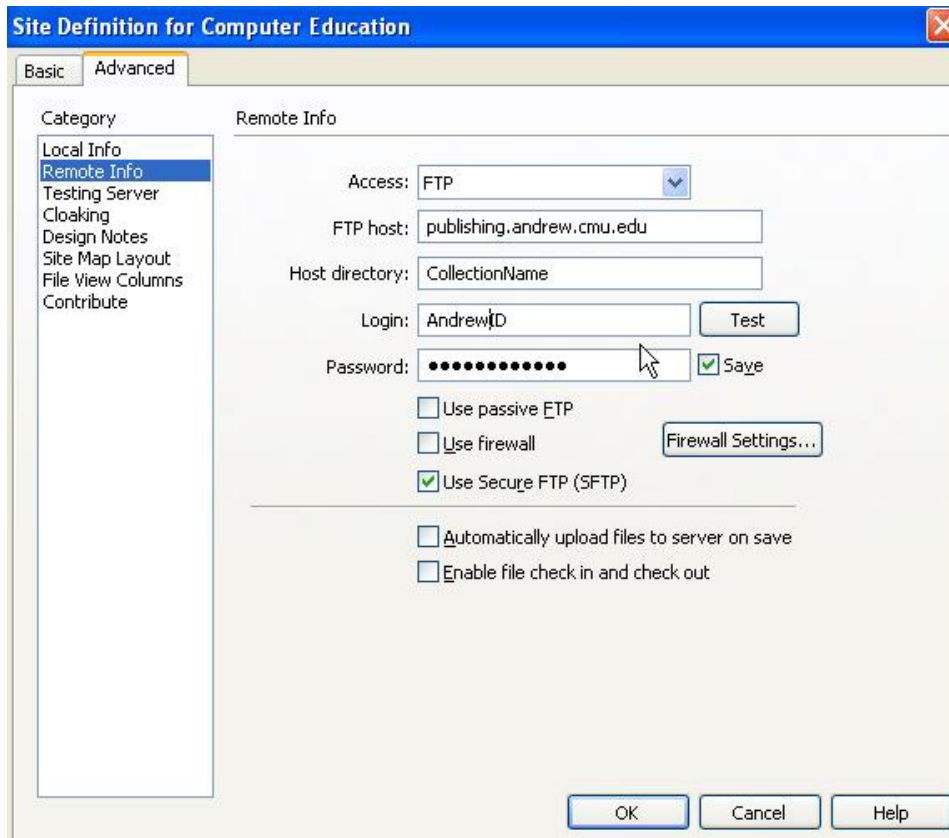 Site Definition for Computer Education
Basic Advanced
Category
Local Info
Remote Info
Testing Server
Cloaking
Design Notes
Site Map Layout
File View Columns
Contribute
Remote Info
Access: FTP
FTP host: publishing.andrew.cmu.edu
Host directory: CollectionName
Login: AndrewID Test
Password: ●●●●●●●●●●●● Save
Use passive FTP
Use firewall Firewall Settings...
Use Secure FTP (SFTP)
Automatically upload files to server on save
Enable file check in and check out
OK Cancel Help